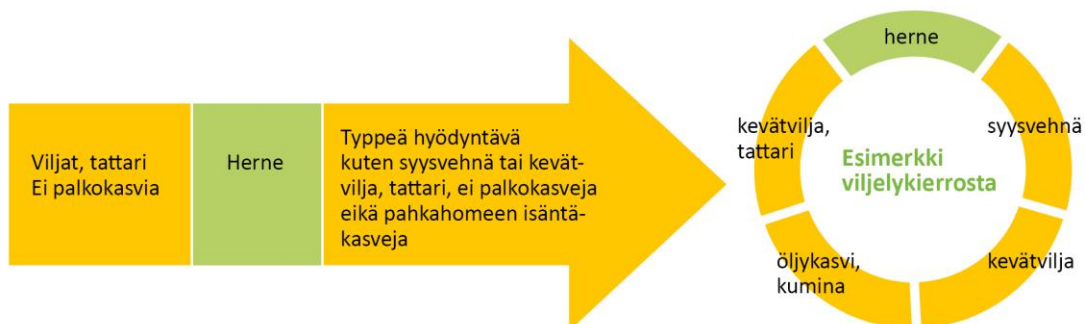 Viljat, tattari
Ei palkokasvia
Herne
Typpeä hyödyntävä
kuten syysvehnä tai kevät-
vilja, tattari, ei palkokasveja
eikä pahkahomeen isäntä-
kasveja
herne
syysvehnä
kevätvilja
öljykasvi,
kumina
kevätvilja,
tattari
Esimerkki
viljelykierrosta